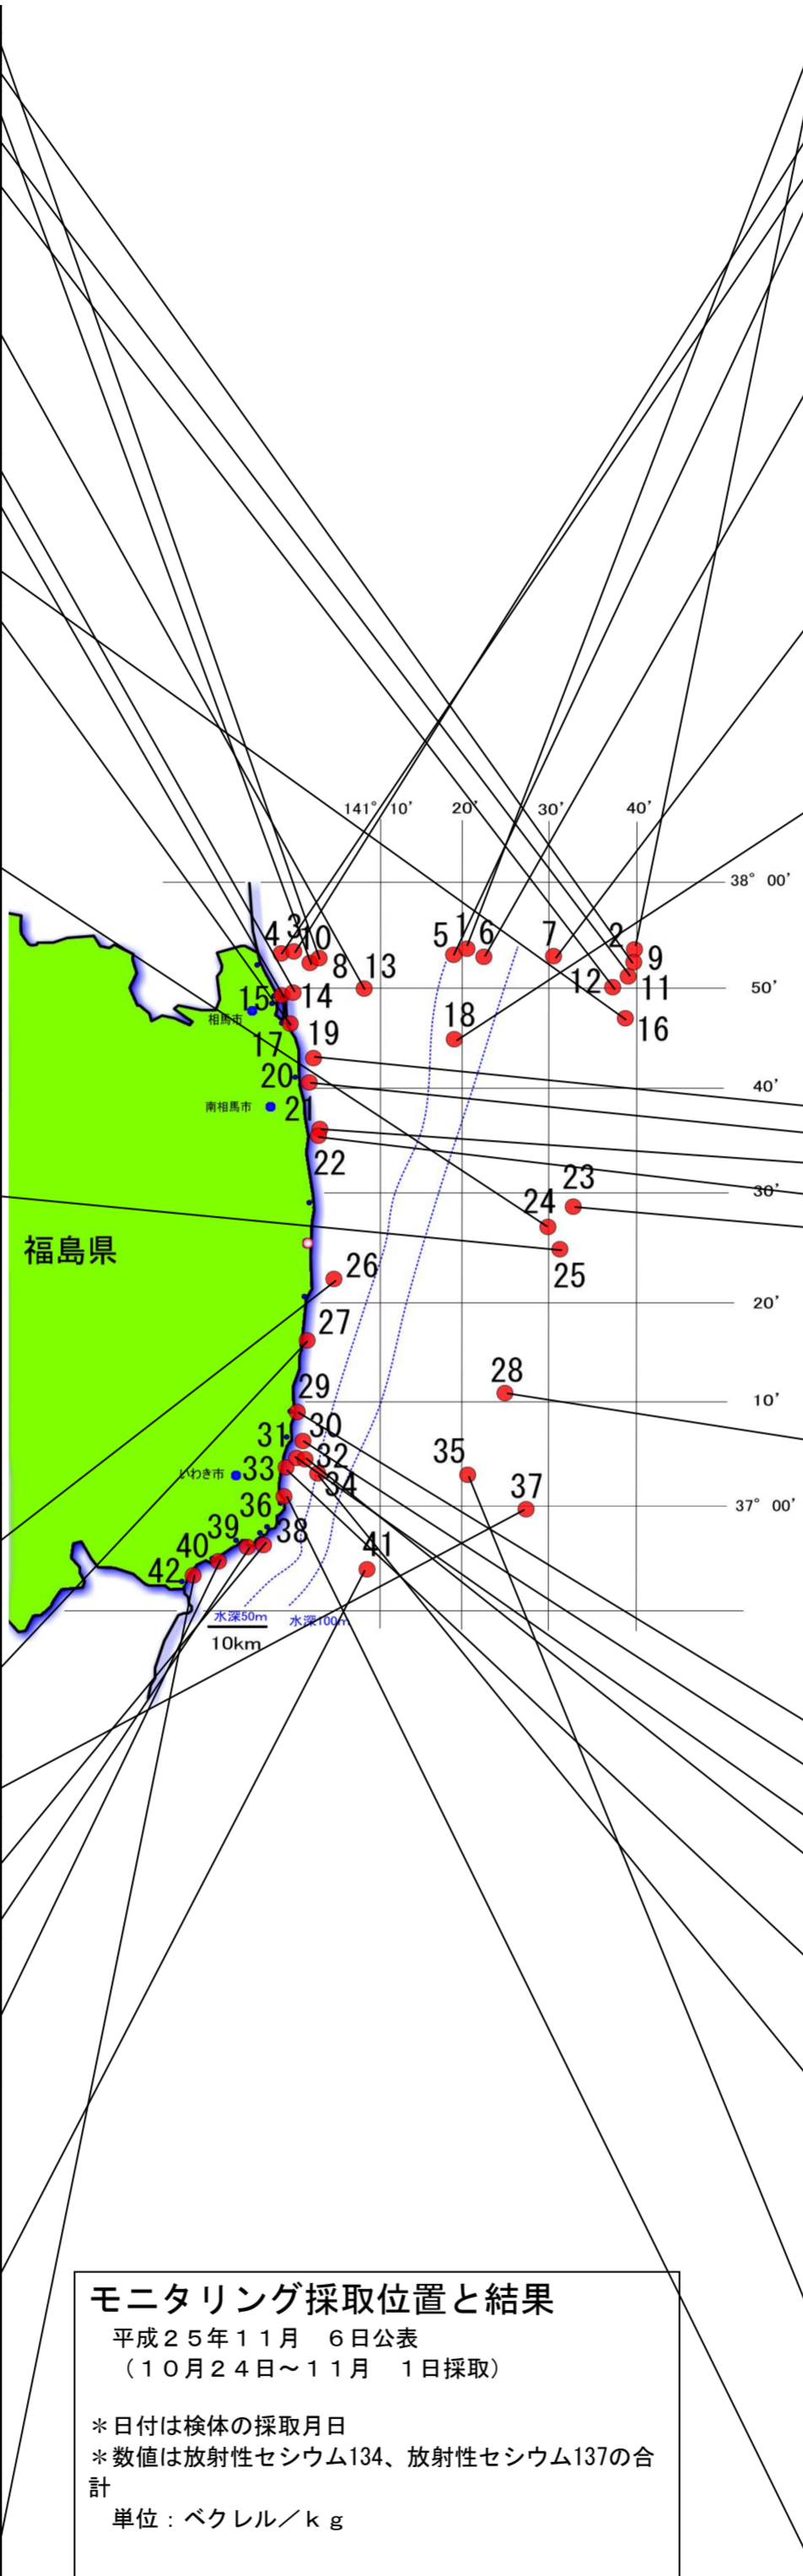 141° 10’ 20’ 30’ 40’
38° 00’
4 3 10 5 1 6 7 2
8 9
13 12 11
50’
15 14
相馬市
16
18
17 19
40’
20
南相馬市 21
22
30’
23
24
福島県
25
26
20’
27
28
10’
29
31 30
いわき市 33 32 35
34
36 37
37° 00’
39 38
40 41
42
水深50m 水深100m
10km
モニタリング採取位置と結果
平成２５年１１月　６日公表
（１０月２４日～１１月　１日採取）
＊日付は検体の採取月日
＊数値は放射性セシウム134、放射性セシウム137の合
計
単位：ベクレル／ｋｇ